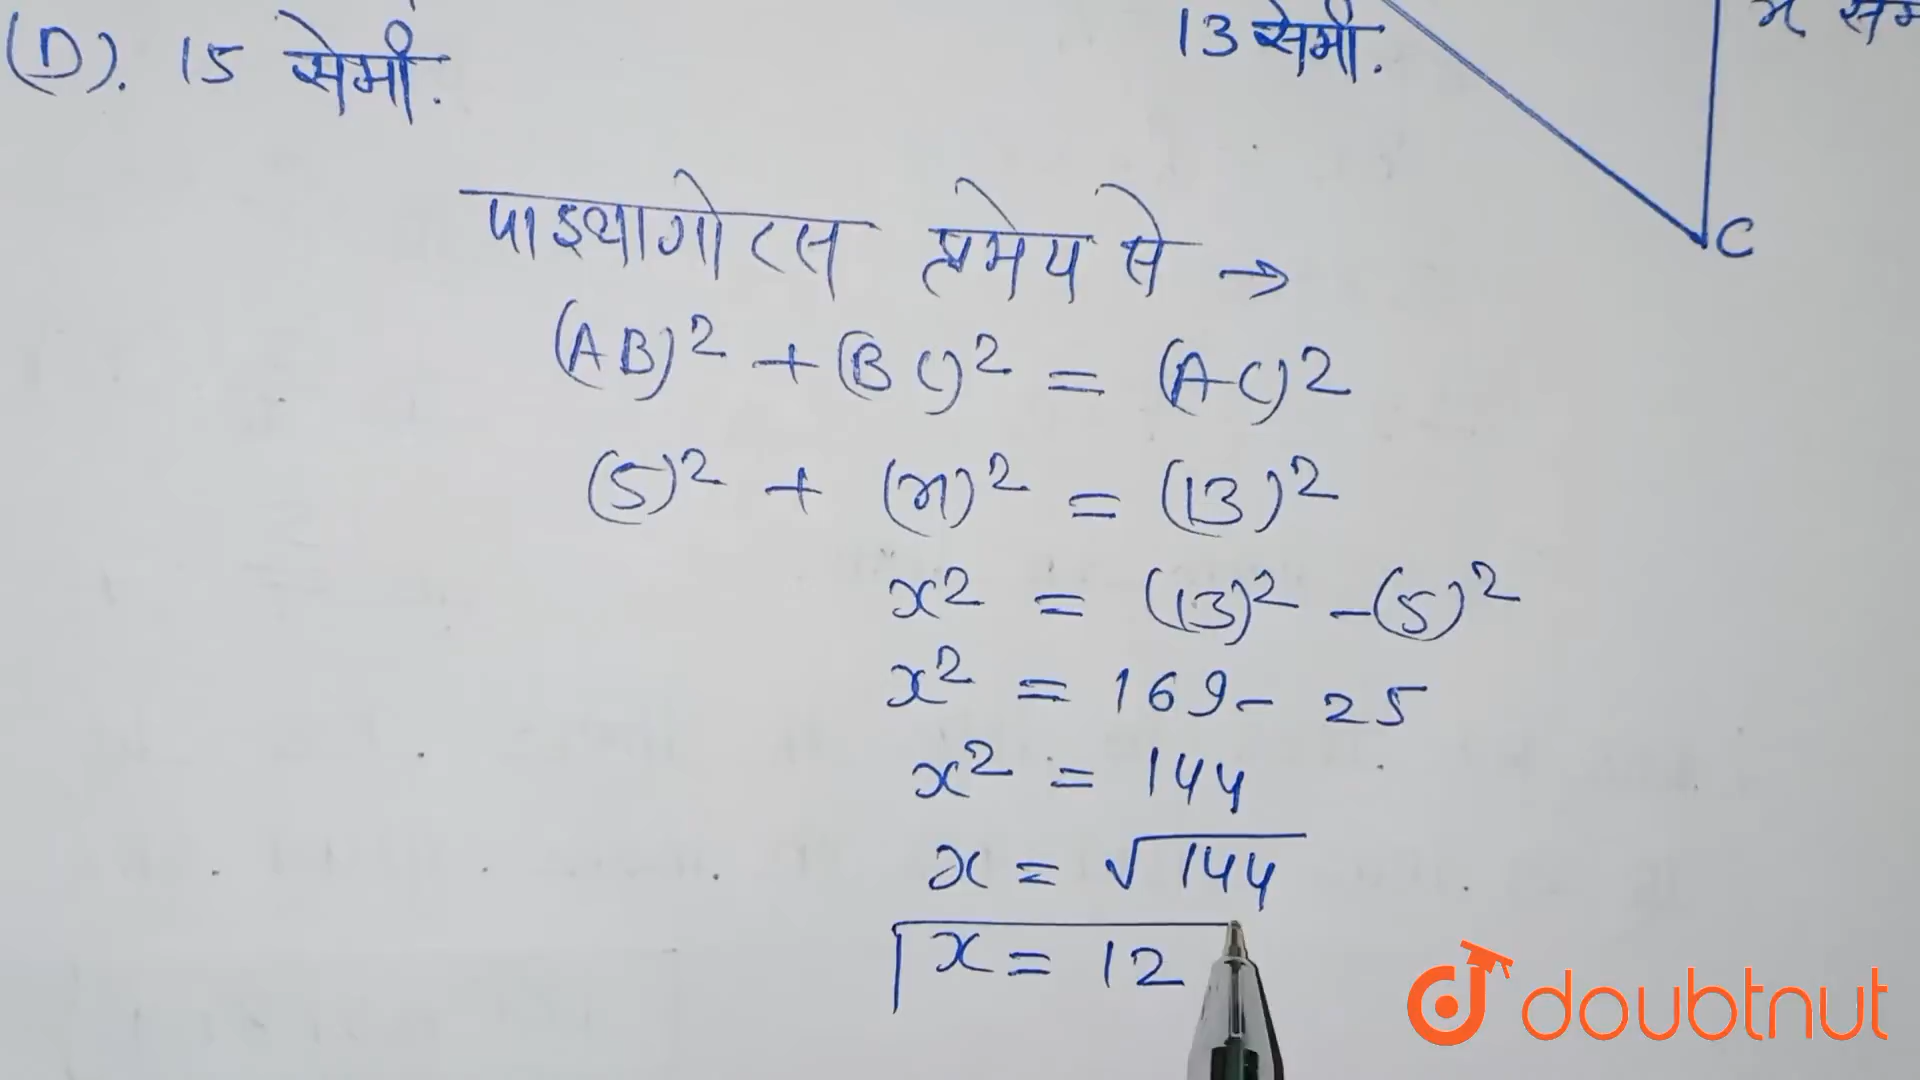 (D). 15 सेमी.
13 सेमी.
x
C
पाइथागोरस प्रमेय से →
(AB)² + (BC)² = (AC)²
(5)² + (x)² = (13)²
x² = (13)² - (5)²
x² = 169 - 25
x² = 144
x = √144
x = 12
doubtnut